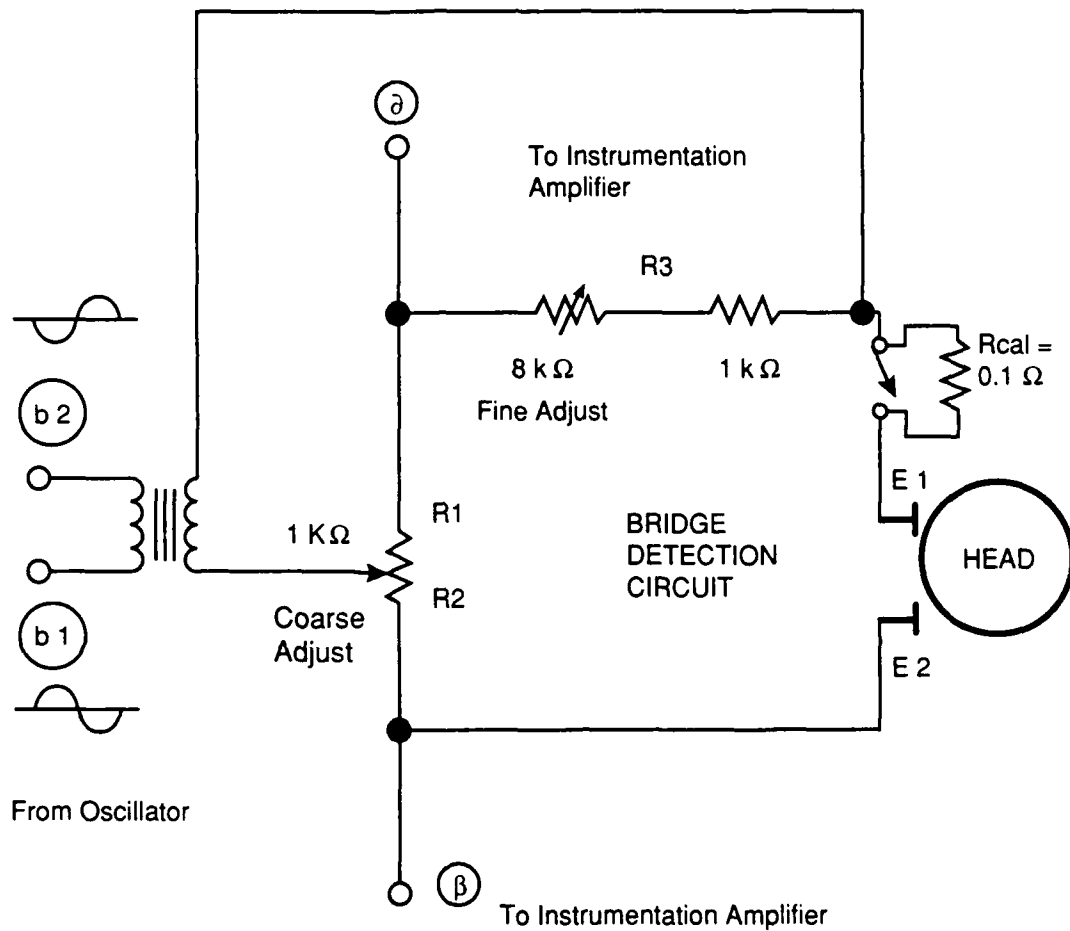 ∂
To Instrumentation
Amplifier
R3
8 kΩ
1 kΩ
Fine Adjust
Rcal =
0.1 Ω
b 2
E 1
1 KΩ
R1
R2
BRIDGE
DETECTION
CIRCUIT
HEAD
Coarse
Adjust
b 1
E 2
From Oscillator
β
To Instrumentation Amplifier